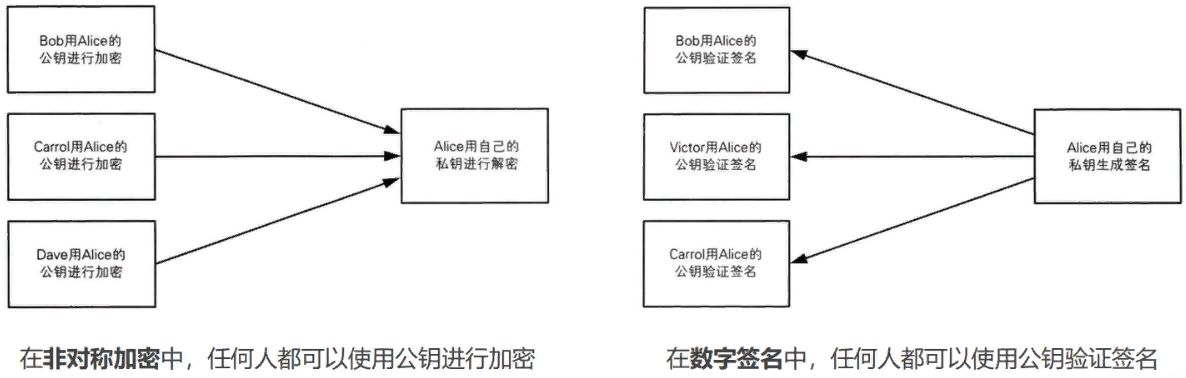 Bob用Alice的
公钥进行加密
Carrol用Alice的
公钥进行加密
Dave用Alice的
公钥进行加密
Alice用自己的
私钥进行解密
在非对称加密中，任何人都可以使用公钥进行加密
Bob用Alice的
公钥验证签名
Victor用Alice的
公钥验证签名
Carrol用Alice的
公钥验证签名
Alice用自己的
私钥生成签名
在数字签名中，任何人都可以使用公钥验证签名